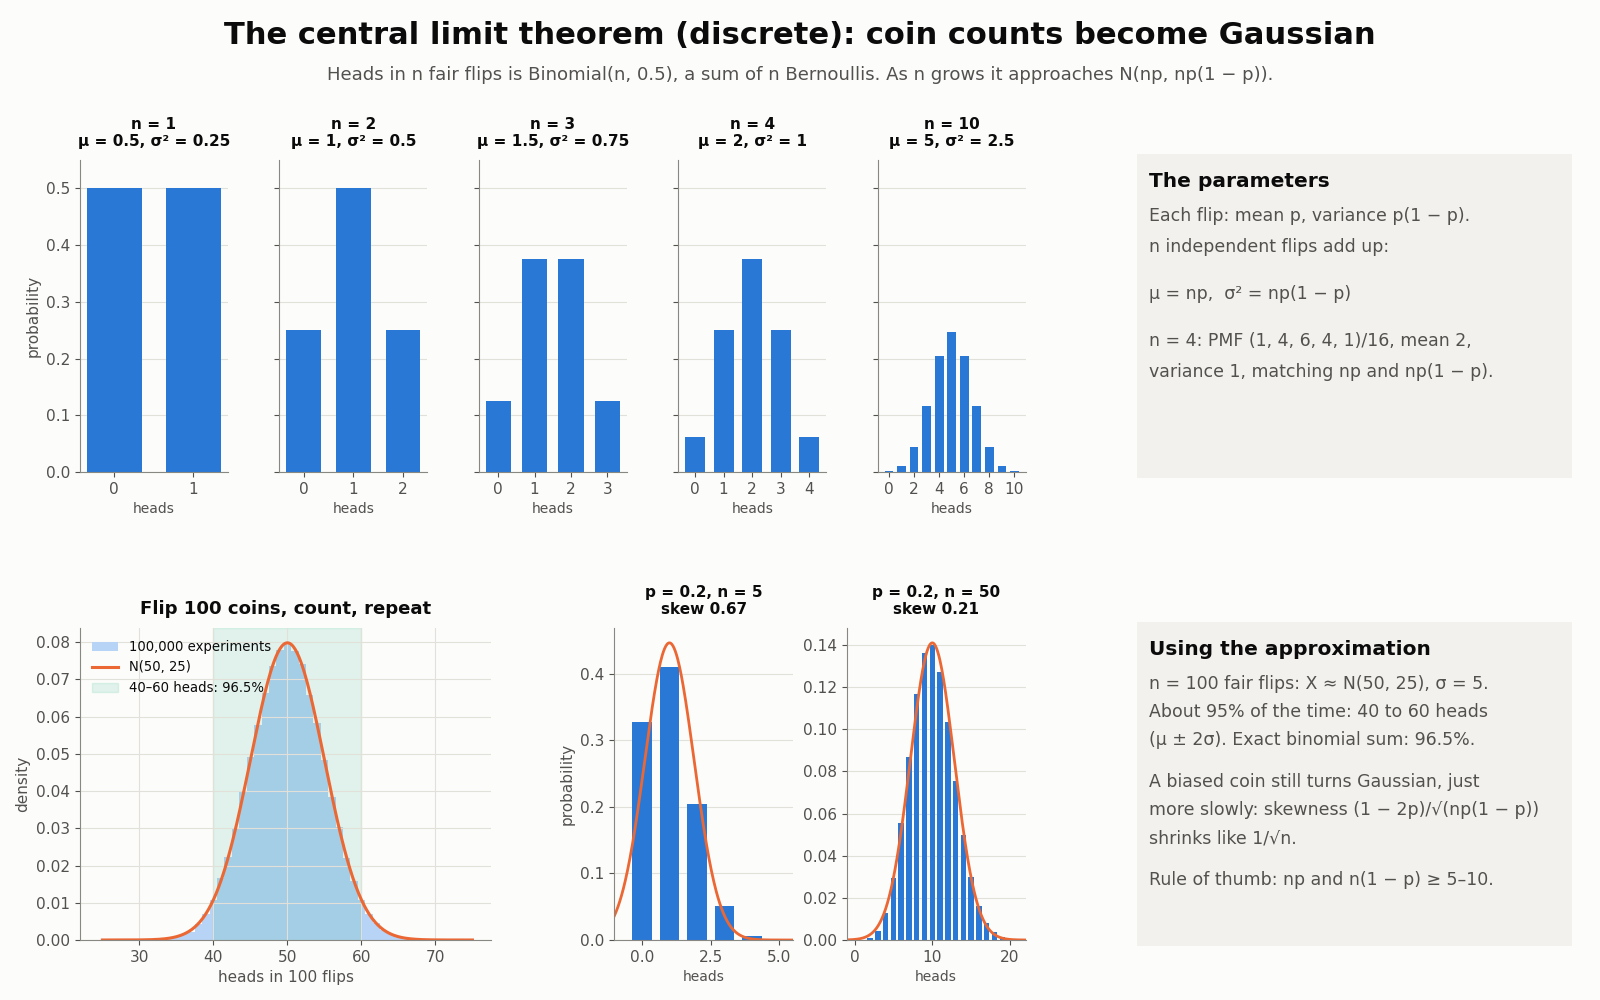 The central limit theorem (discrete): coin counts become Gaussian
Heads in n fair flips is Binomial(n, 0.5), a sum of n Bernoullis. As n grows it approaches N(np, np(1 − p)).
n = 1
μ = 0.5, σ² = 0.25
n = 2
μ = 1, σ² = 0.5
n = 3
μ = 1.5, σ² = 0.75
n = 4
μ = 2, σ² = 1
n = 10
μ = 5, σ² = 2.5
probability
0.5
0.4
0.3
0.2
0.1
0.0
0 1
heads
0 1 2
heads
0 1 2 3
heads
0 1 2 3 4
heads
0 2 4 6 8 10
heads
The parameters
Each flip: mean p, variance p(1 − p).
n independent flips add up:
μ = np,  σ² = np(1 − p)
n = 4: PMF (1, 4, 6, 4, 1)/16, mean 2,
variance 1, matching np and np(1 − p).
Flip 100 coins, count, repeat
density
0.08
0.07
0.06
0.05
0.04
0.03
0.02
0.01
0.00
100,000 experiments
N(50, 25)
40–60 heads: 96.5%
30 40 50 60 70
heads in 100 flips
p = 0.2, n = 5
skew 0.67
probability
0.4
0.3
0.2
0.1
0.0
0.0 2.5 5.0
heads
p = 0.2, n = 50
skew 0.21
0.14
0.12
0.10
0.08
0.06
0.04
0.02
0.00
0 10 20
heads
Using the approximation
n = 100 fair flips: X ≈ N(50, 25), σ = 5.
About 95% of the time: 40 to 60 heads
(μ ± 2σ). Exact binomial sum: 96.5%.
A biased coin still turns Gaussian, just
more slowly: skewness (1 − 2p)/√(np(1 − p))
shrinks like 1/√n.
Rule of thumb: np and n(1 − p) ≥ 5–10.